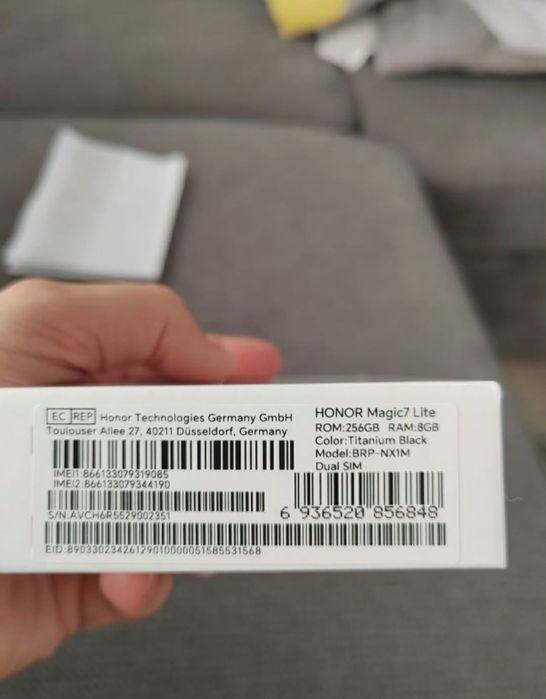 EC REP Honor Technologies Germany GmbH
Toulouser Allee 27, 40211 Düsseldorf, Germany
IMEI1:866133079319085
IMEI2:866133079344190
S/N:AVCH6R5529002351
EID:89033023426129010000051585531568
HONOR Magic7 Lite
ROM:256GB RAM:8GB
Color:Titanium Black
Model:BRP-NX1M
Dual SIM
6 936520 856848